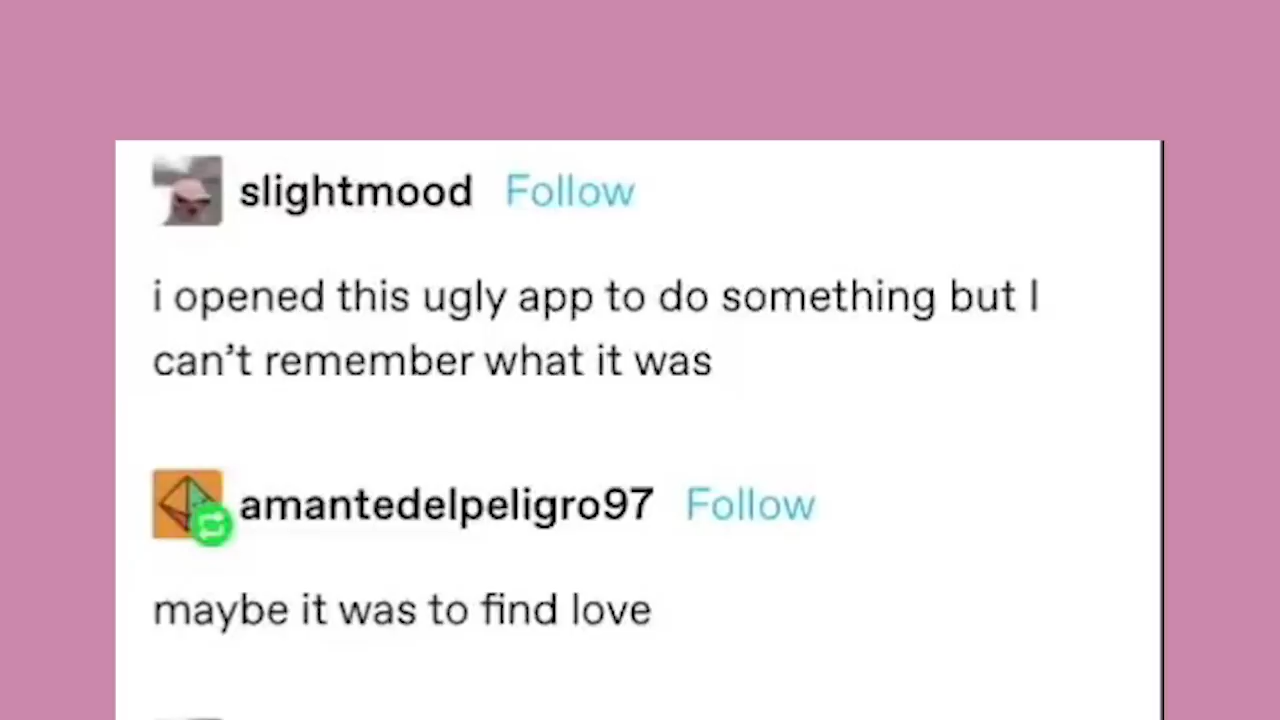 slightmood Follow
i opened this ugly app to do something but I
can’t remember what it was
amantedelpeligro97 Follow
maybe it was to find love